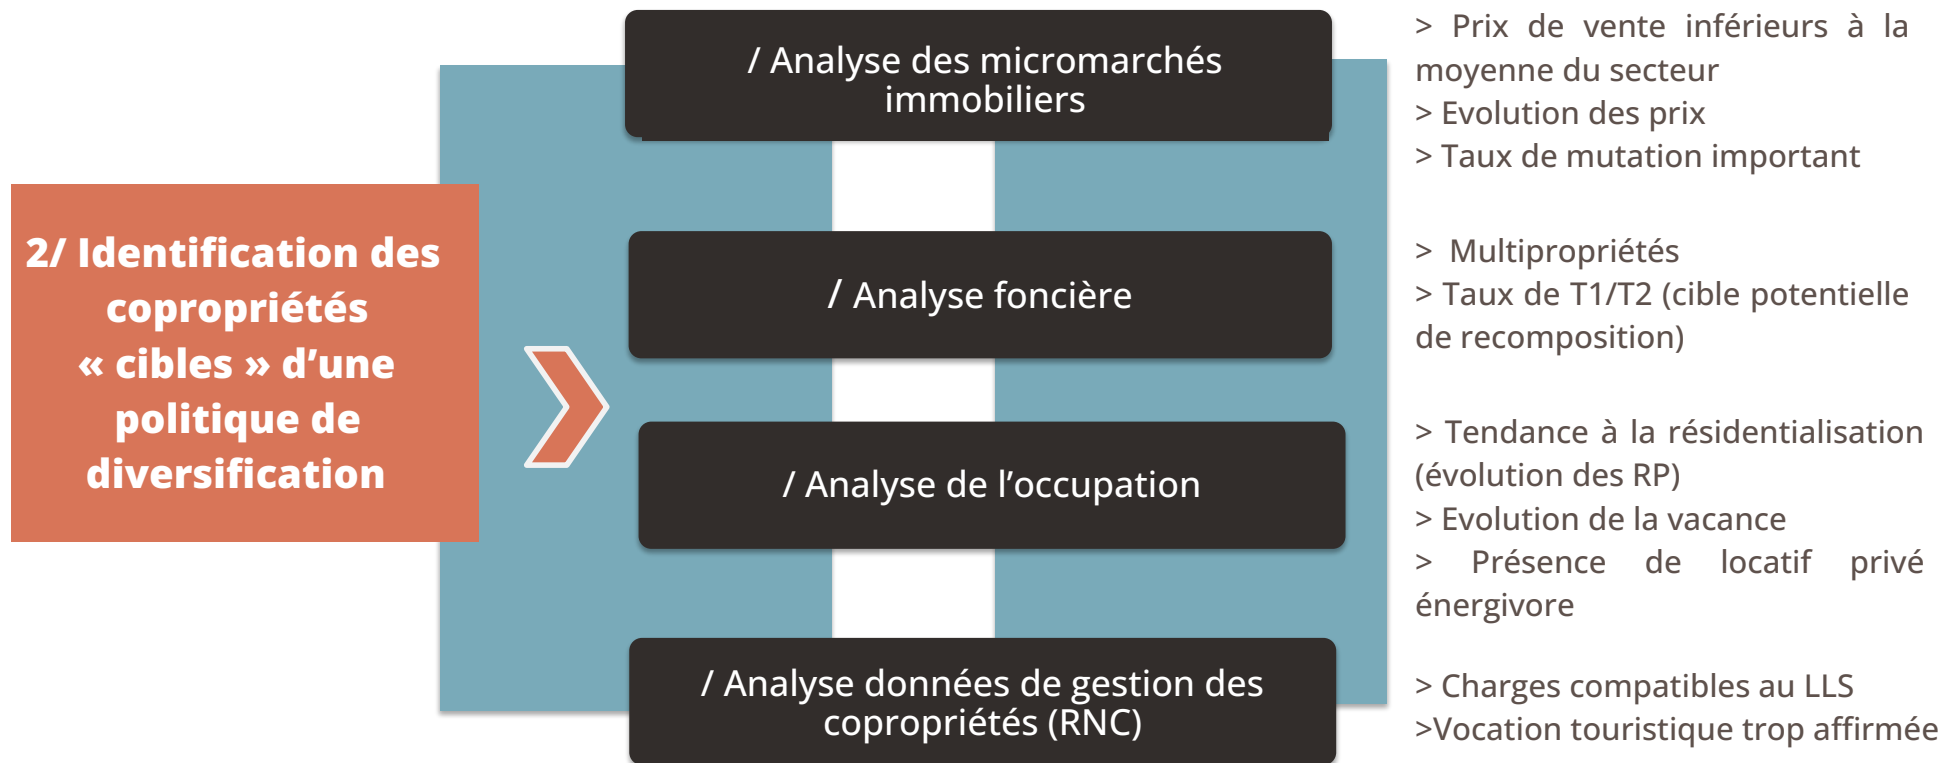 2/ Identification des
copropriétés
« cibles » d’une
politique de
diversification
/ Analyse des micromarchés
immobiliers
> Prix de vente inférieurs à la
moyenne du secteur
> Evolution des prix
> Taux de mutation important
/ Analyse foncière
> Multipropriétés
> Taux de T1/T2 (cible potentielle
de recomposition)
/ Analyse de l’occupation
> Tendance à la résidentialisation
(évolution des RP)
> Evolution de la vacance
> Présence de locatif privé
énergivore
/ Analyse données de gestion des
copropriétés (RNC)
> Charges compatibles au LLS
>Vocation touristique trop affirmée